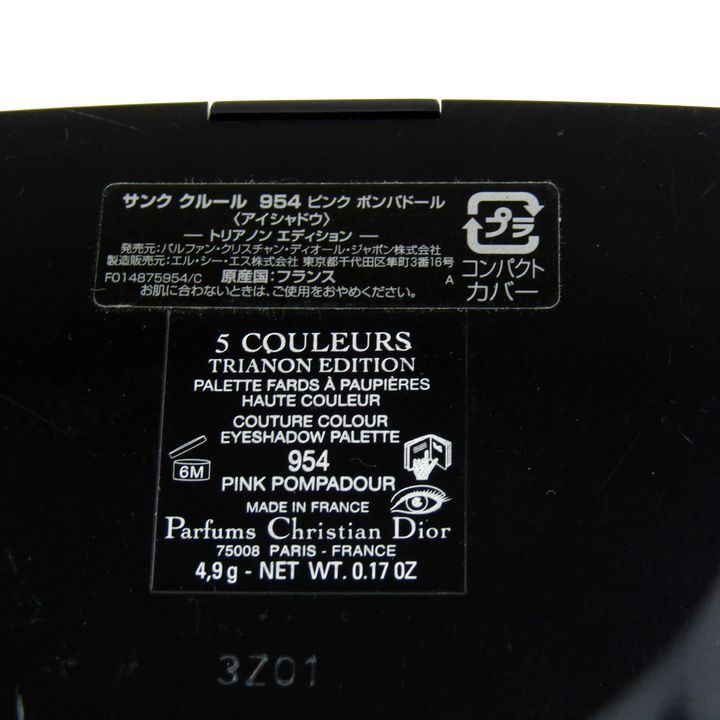 サンク クルール 954 ピンク ポンパドール
〈アイシャドウ〉
— トリアノン エディション —
発売元:パルファン・クリスチャン・ディオール・ジャポン株式会社
製造販売元:エル・シー・エス株式会社 東京都千代田区隼町3番16号
F014875954/C 原産国:フランス A
お肌に合わないときは、ご使用をおやめください。
プラ
コンパクト
カバー
5 COULEURS
TRIANON EDITION
PALETTE FARDS À PAUPIÈRES
HAUTE COULEUR
COUTURE COLOUR
EYESHADOW PALETTE
954
6M
PINK POMPADOUR
MADE IN FRANCE
Parfums Christian Dior
75008 PARIS - FRANCE
4,9 g - NET WT. 0.17 OZ
3Z01